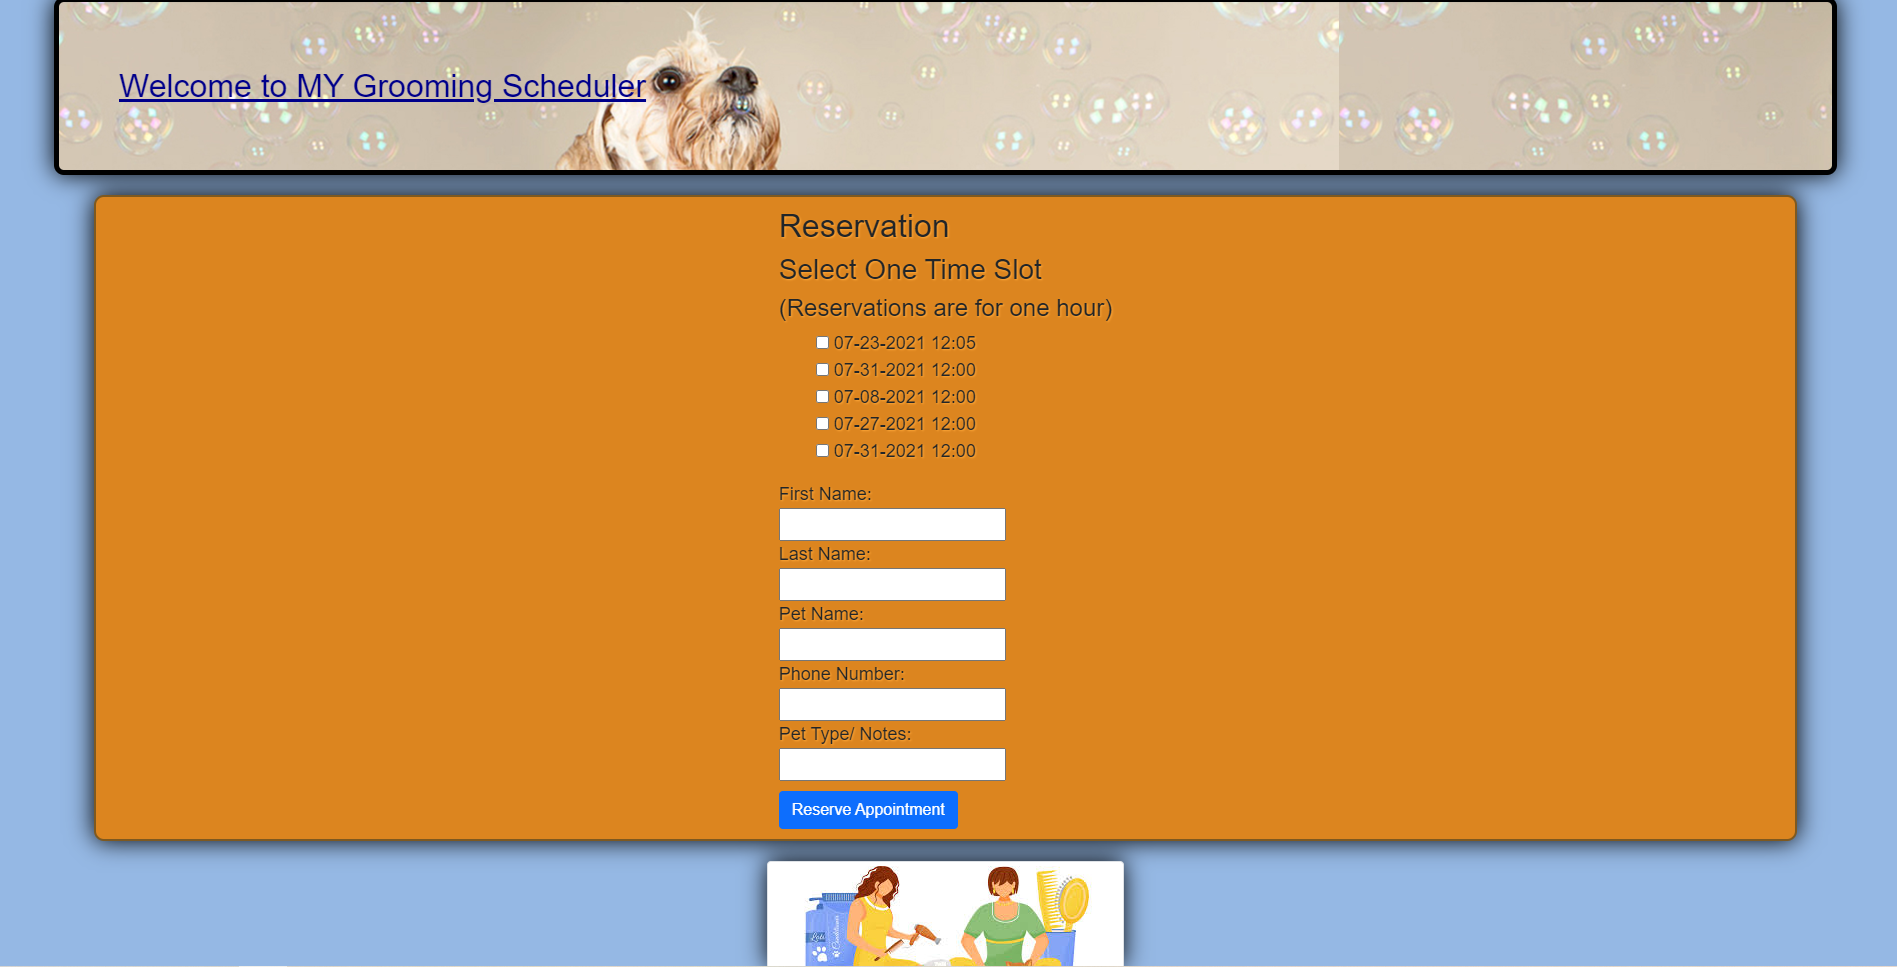 Welcome to MY Grooming Scheduler
Reservation
Select One Time Slot
(Reservations are for one hour)
07-23-2021 12:05
07-31-2021 12:00
07-08-2021 12:00
07-27-2021 12:00
07-31-2021 12:00
First Name:
Last Name:
Pet Name:
Phone Number:
Pet Type/ Notes:
Reserve Appointment